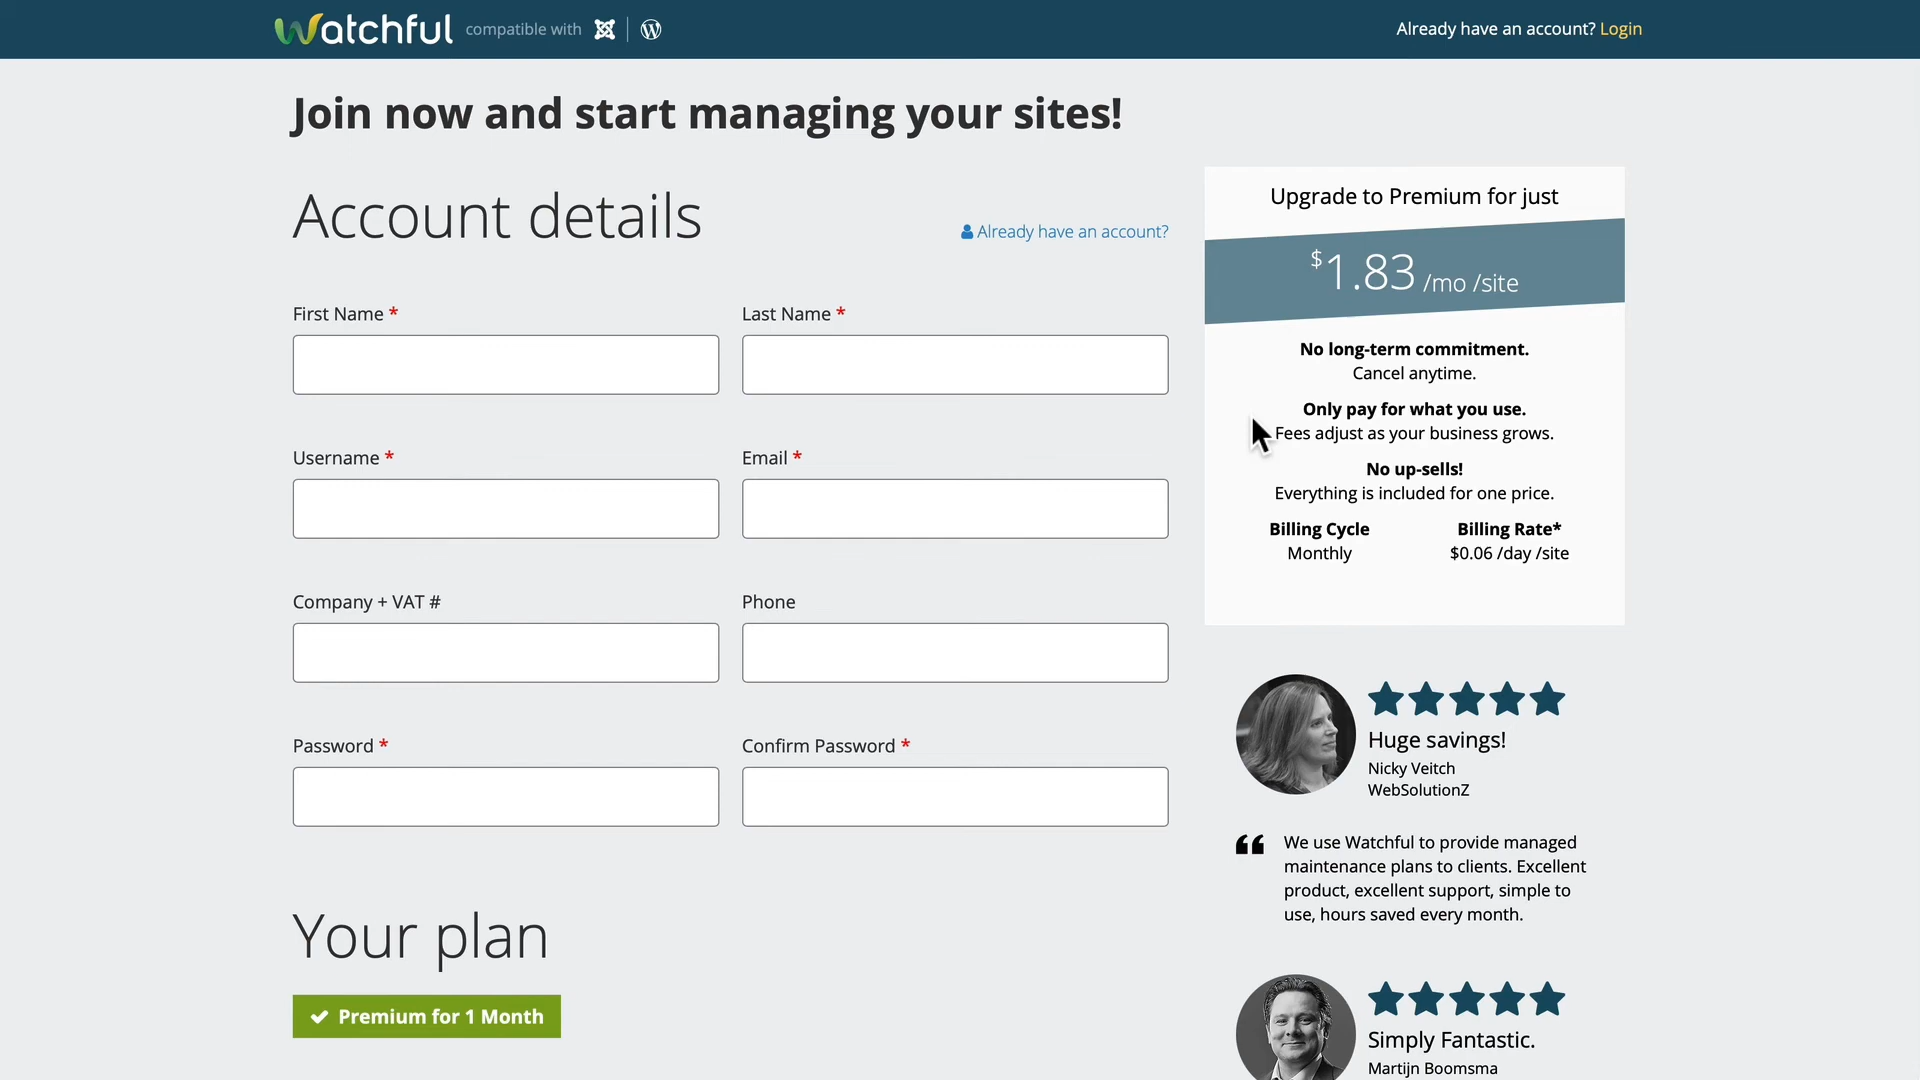 Watchful compatible with
Already have an account? Login
Join now and start managing your sites!
Account details
Already have an account?
First Name *
Last Name *
Username *
Email *
Company + VAT #
Phone
Password *
Confirm Password *
Your plan
Premium for 1 Month
Upgrade to Premium for just
$1.83 /mo /site
No long-term commitment.
Cancel anytime.
Only pay for what you use.
Fees adjust as your business grows.
No up-sells!
Everything is included for one price.
Billing Cycle
Monthly
Billing Rate*
$0.06 /day /site
Huge savings!
Nicky Veitch
WebSolutionZ
We use Watchful to provide managed
maintenance plans to clients. Excellent
product, excellent support, simple to
use, hours saved every month.
Simply Fantastic.
Martijn Boomsma